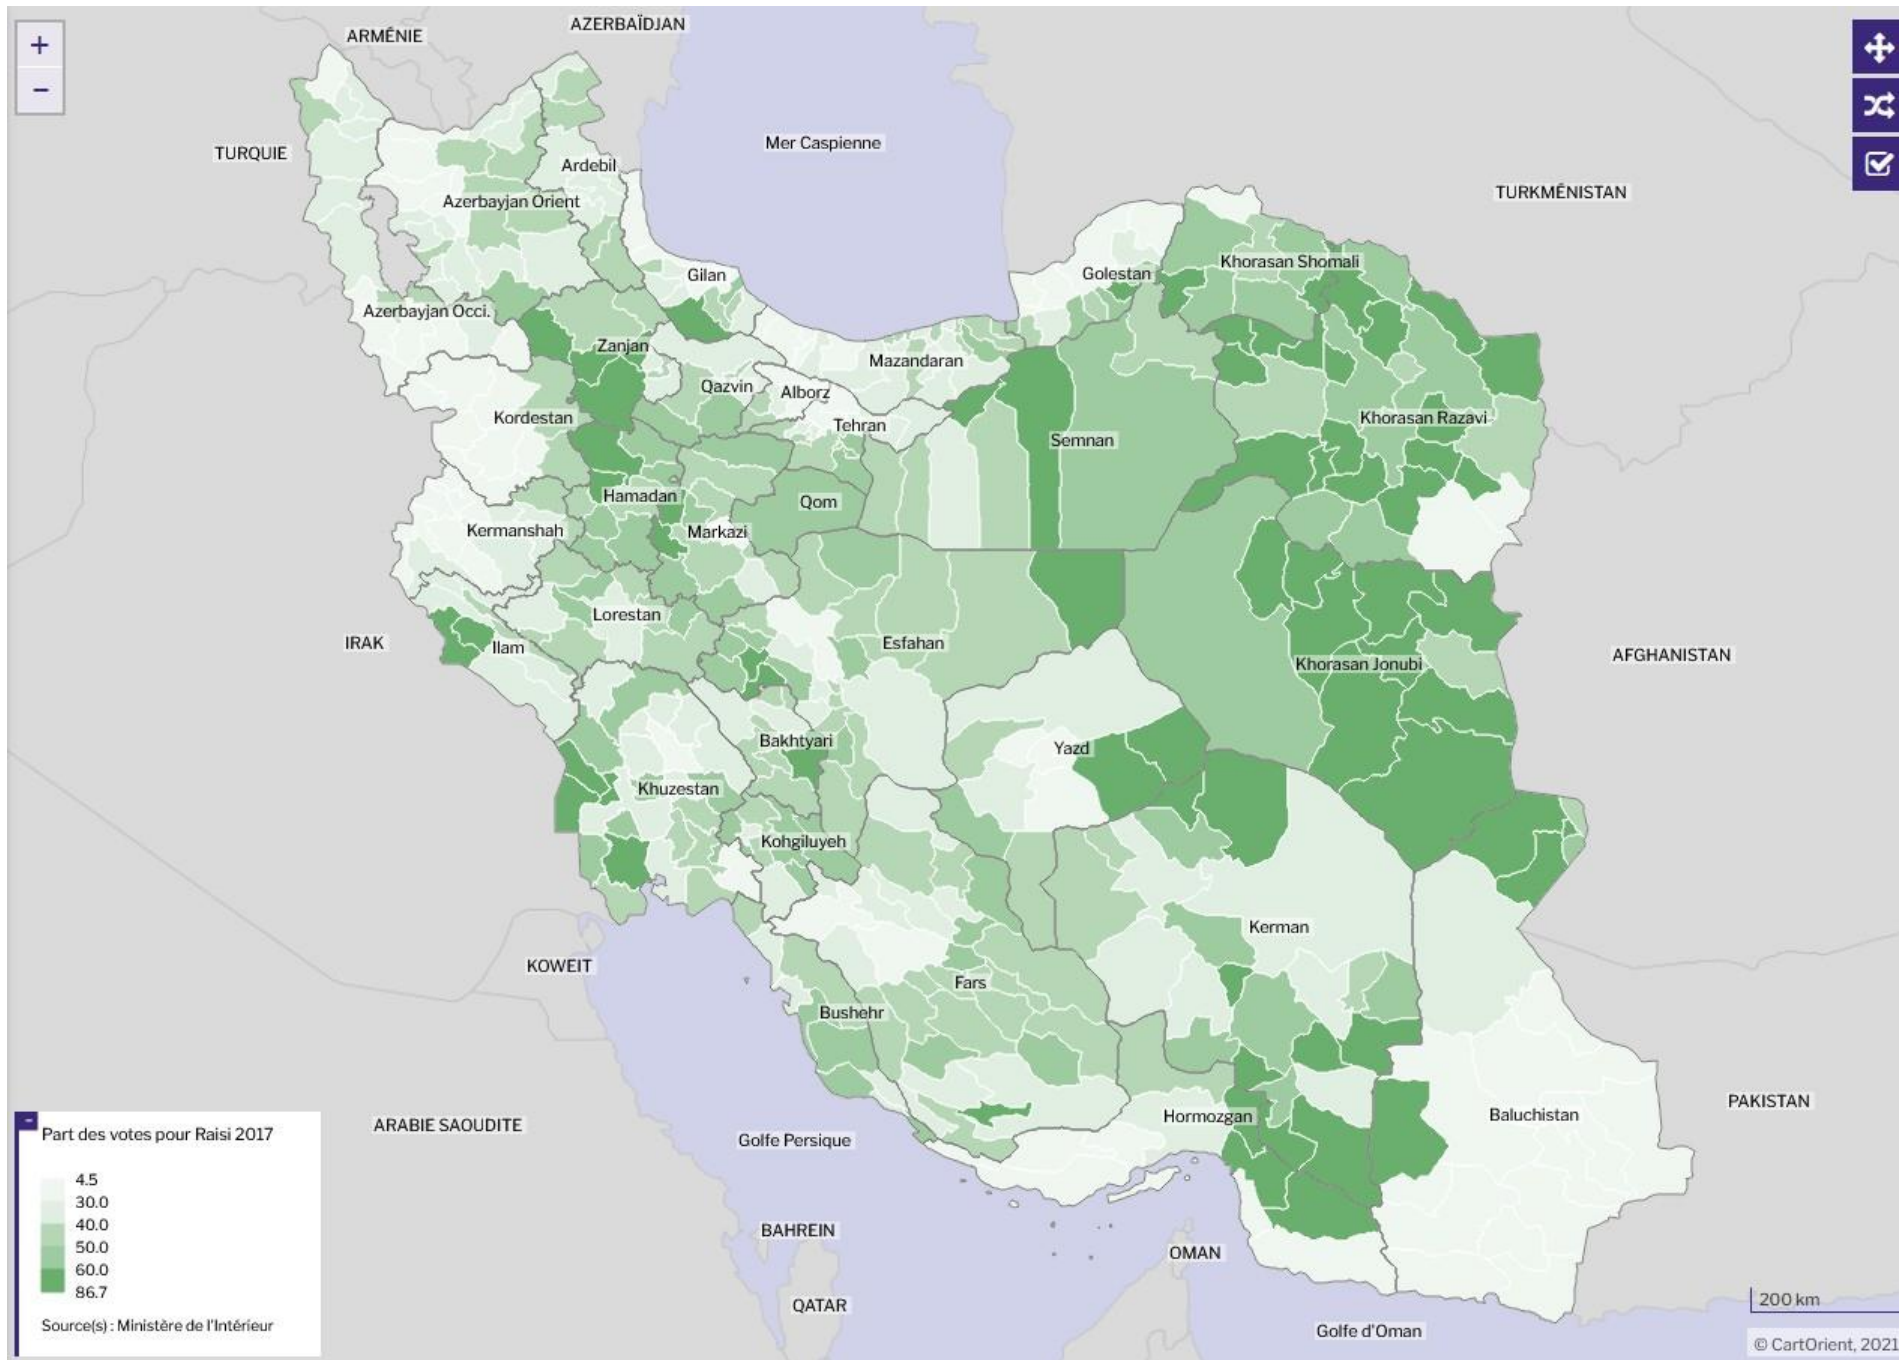 +
−
ARMÉNIE
AZERBAÏDJAN
TURQUIE
Mer Caspienne
TURKMÉNISTAN
Ardebil
Azerbayjan Orient
Gilan
Golestan
Khorasan Shomali
Azerbayjan Occi.
Zanjan
Mazandaran
Qazvin
Alborz
Kordestan
Tehran
Khorasan Razavi
Semnan
Hamadan
Qom
Kermanshah
Markazi
Lorestan
IRAK
Ilam
Esfahan
Khorasan Jonubi
AFGHANISTAN
Bakhtyari
Yazd
Khuzestan
Kohgiluyeh
Kerman
KOWEIT
Fars
Bushehr
ARABIE SAOUDITE
Golfe Persique
Hormozgan
Baluchistan
PAKISTAN
BAHREIN
OMAN
QATAR
Golfe d'Oman
−
Part des votes pour Raisi 2017
4.5
30.0
40.0
50.0
60.0
86.7
Source(s) : Ministère de l'Intérieur
200 km
© CartOrient, 2021